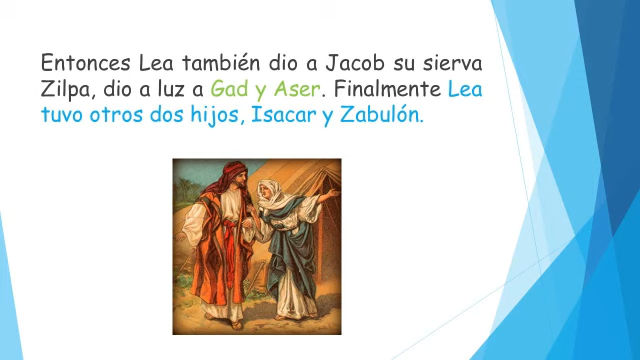 Entonces Lea también dio a Jacob su sierva
Zilpa, dio a luz a Gad y Aser. Finalmente Lea
tuvo otros dos hijos, Isacar y Zabulón.